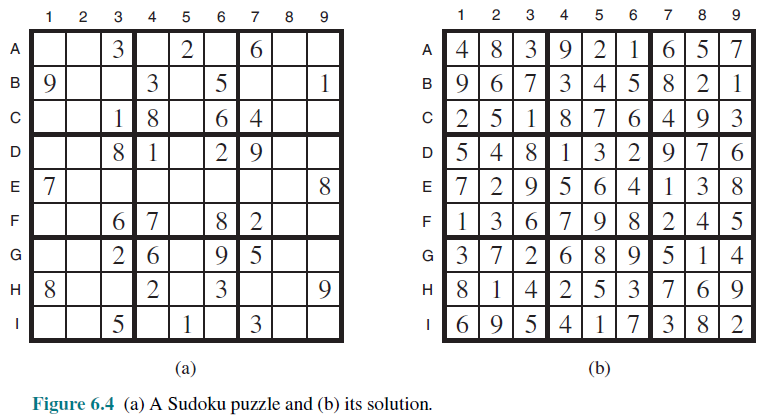 1 2 3 4 5 6 7 8 9
A 3 2 6
B 9 3 5 1
C 1 8 6 4
D 8 1 2 9
E 7 8
F 6 7 8 2
G 2 6 9 5
H 8 2 3 9
I 5 1 3
(a)
1 2 3 4 5 6 7 8 9
A 4 8 3 9 2 1 6 5 7
B 9 6 7 3 4 5 8 2 1
C 2 5 1 8 7 6 4 9 3
D 5 4 8 1 3 2 9 7 6
E 7 2 9 5 6 4 1 3 8
F 1 3 6 7 9 8 2 4 5
G 3 7 2 6 8 9 5 1 4
H 8 1 4 2 5 3 7 6 9
I 6 9 5 4 1 7 3 8 2
(b)
Figure 6.4 (a) A Sudoku puzzle and (b) its solution.